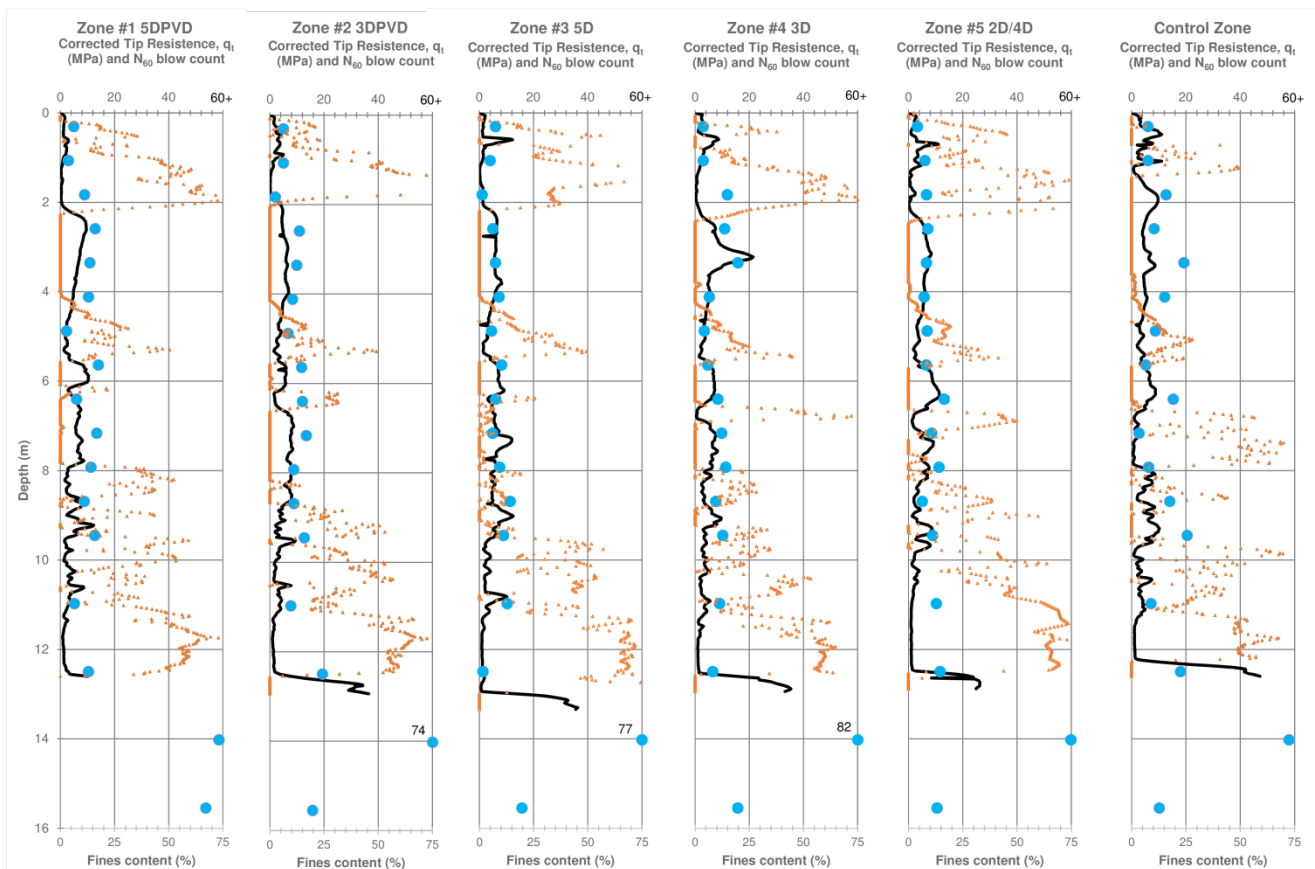 Zone #1 5DPVD
Corrected Tip Resistance, qt
(MPa) and N60 blow count
0 20 40 60+
Zone #2 3DPVD
Corrected Tip Resistance, qt
(MPa) and N60 blow count
0 20 40 60+
Zone #3 5D
Corrected Tip Resistance, qt
(MPa) and N60 blow count
0 20 40 60+
Zone #4 3D
Corrected Tip Resistance, qt
(MPa) and N60 blow count
0 20 40 60+
Zone #5 2D/4D
Corrected Tip Resistance, qt
(MPa) and N60 blow count
0 20 40 60+
Control Zone
Corrected Tip Resistance, qt
(MPa) and N60 blow count
0 20 40 60+
Depth (m)
0
2
4
6
8
10
12
14
16
74
77
82
0 25 50 75
Fines content (%)
0 25 50 75
Fines content (%)
0 25 50 75
Fines content (%)
0 25 50 75
Fines content (%)
0 25 50 75
Fines content (%)
0 25 50 75
Fines content (%)